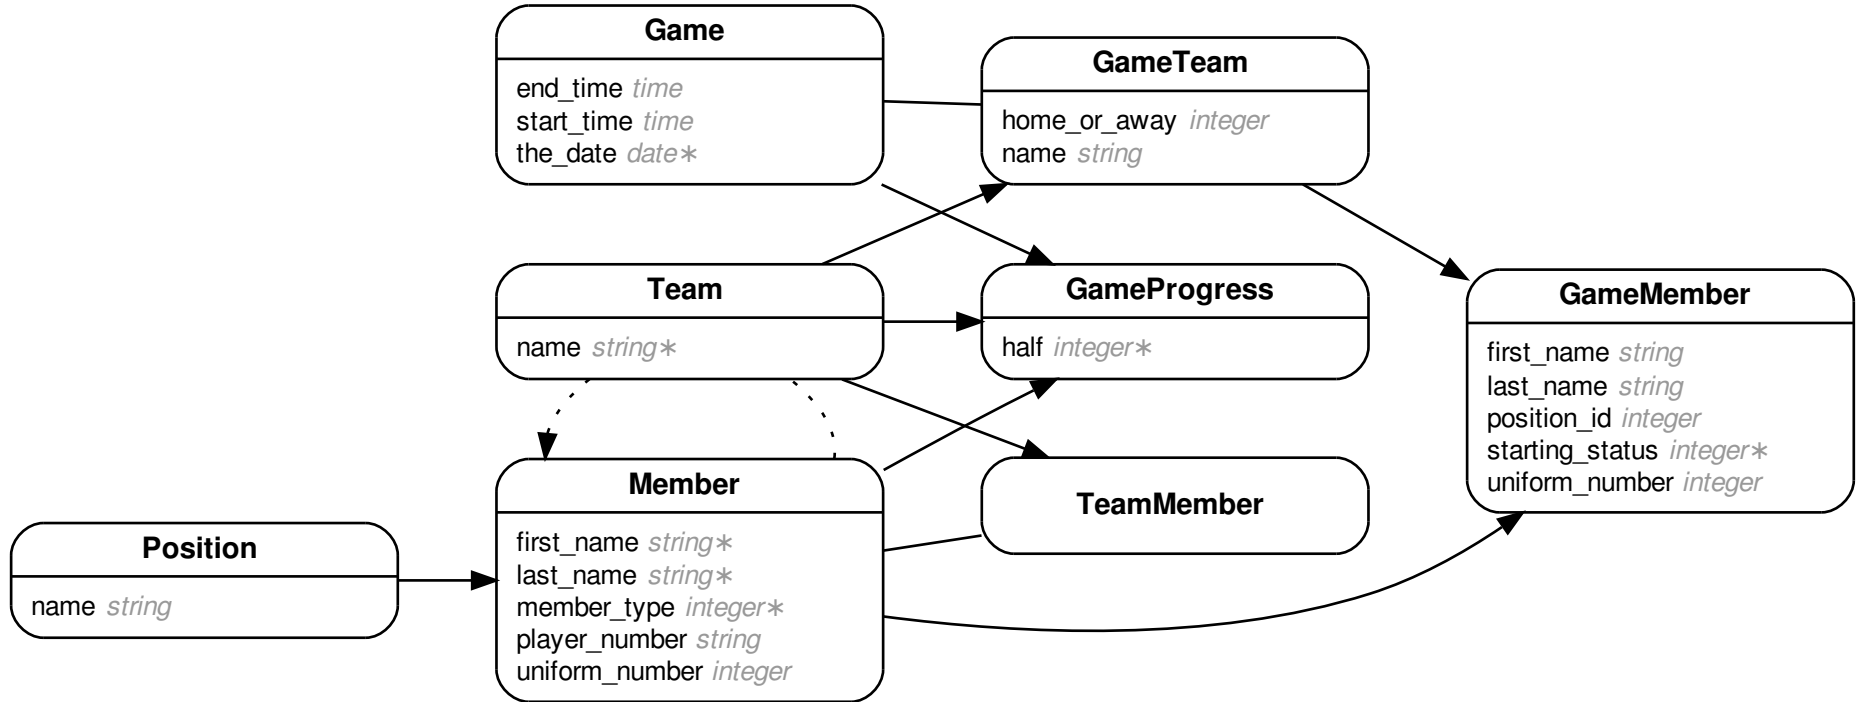 Game
end_time time
start_time time
the_date date∗
GameTeam
home_or_away integer
name string
Team
name string∗
GameProgress
half integer∗
GameMember
first_name string
last_name string
position_id integer
starting_status integer∗
uniform_number integer
Member
first_name string∗
last_name string∗
member_type integer∗
player_number string
uniform_number integer
TeamMember
Position
name string